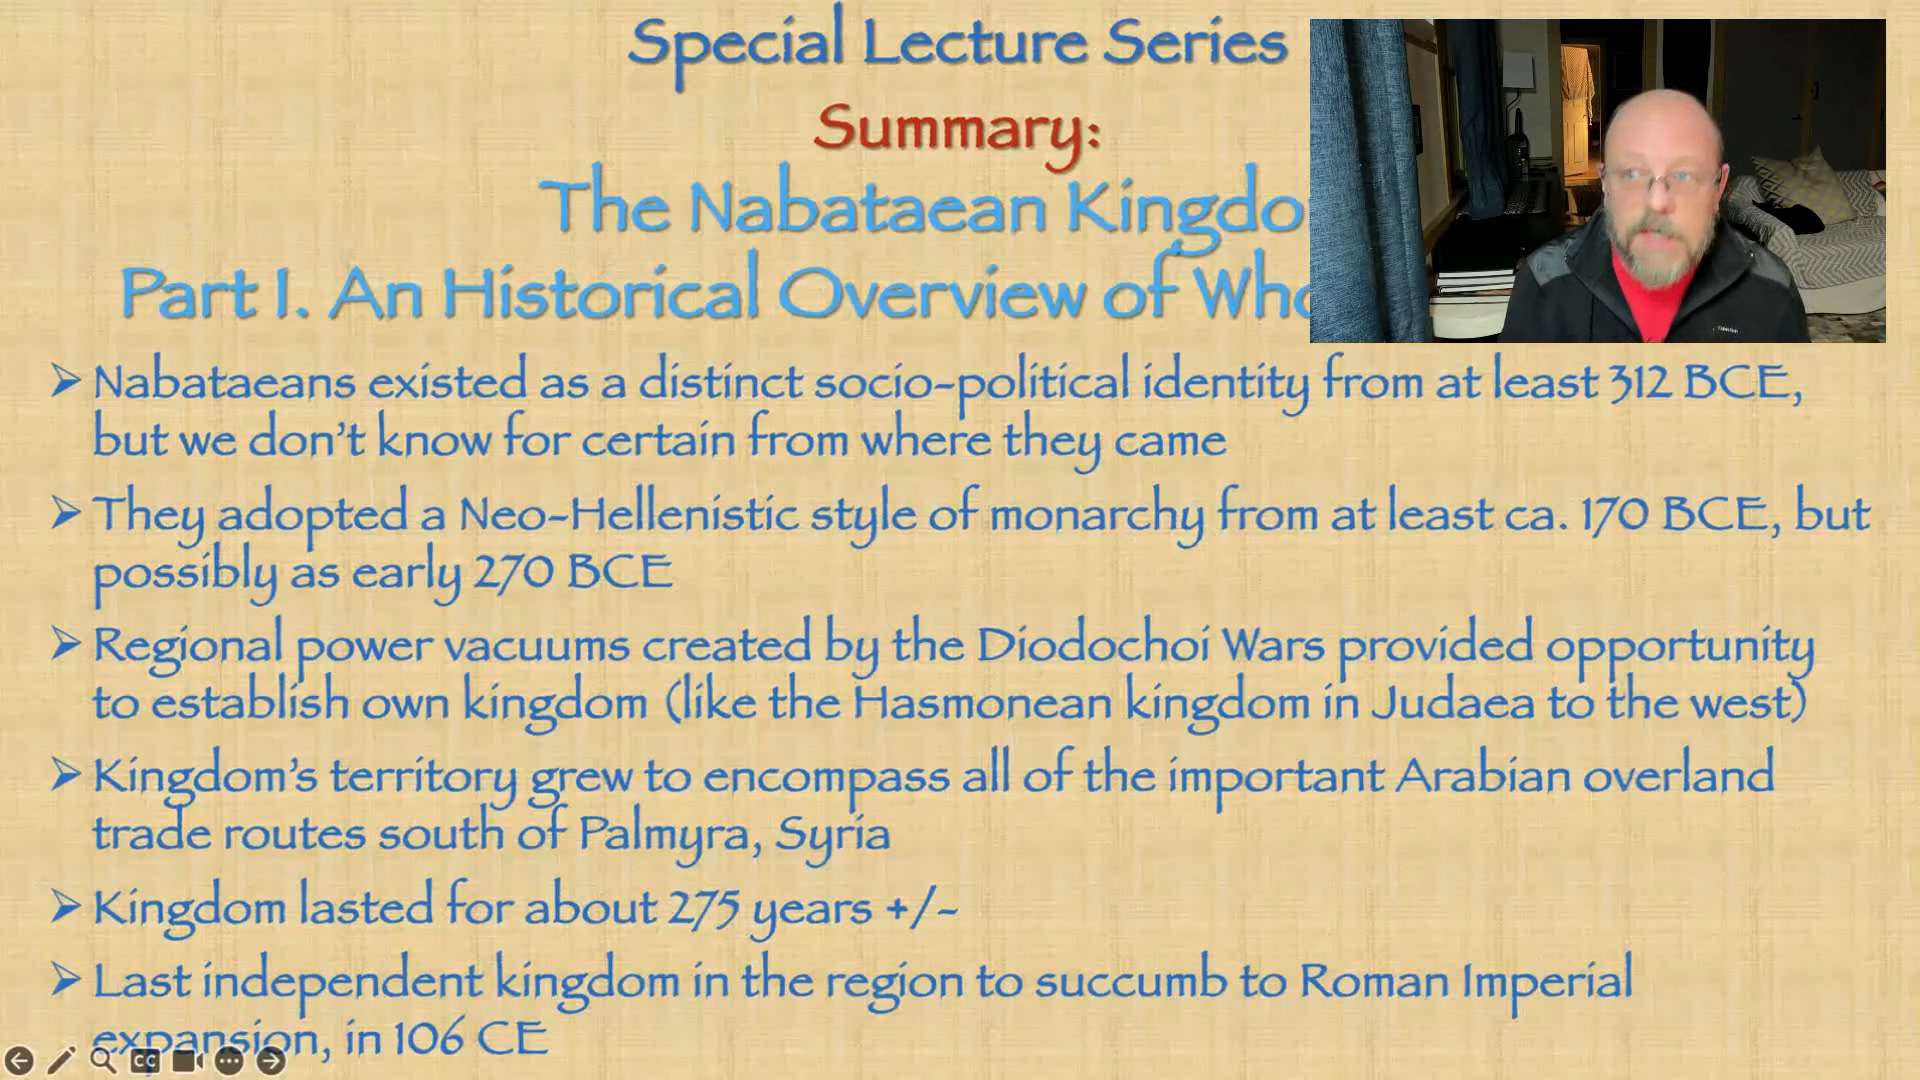 Special Lecture Series
Summary:
The Nabataean Kingdo
Part I. An Historical Overview of Who
➢ Nabataeans existed as a distinct socio-political identity from at least 312 BCE,
but we don't know for certain from where they came
➢ They adopted a Neo-Hellenistic style of monarchy from at least ca. 170 BCE, but
possibly as early 270 BCE
➢ Regional power vacuums created by the Diodochoi Wars provided opportunity
to establish own kingdom (like the Hasmonean kingdom in Judaea to the west)
➢ Kingdom's territory grew to encompass all of the important Arabian overland
trade routes south of Palmyra, Syria
➢ Kingdom lasted for about 275 years +/-
➢ Last independent kingdom in the region to succumb to Roman Imperial
expansion, in 106 CE
CC